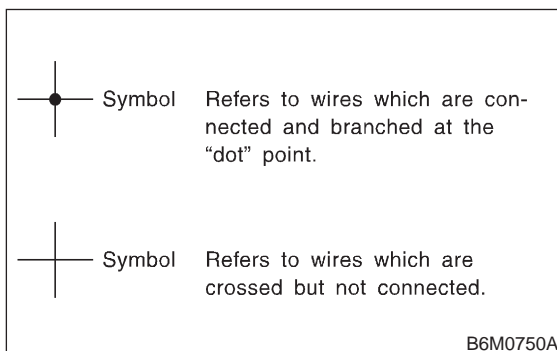 Symbol Refers to wires which are con-
nected and branched at the
“dot” point.
Symbol Refers to wires which are
crossed but not connected.
B6M0750A